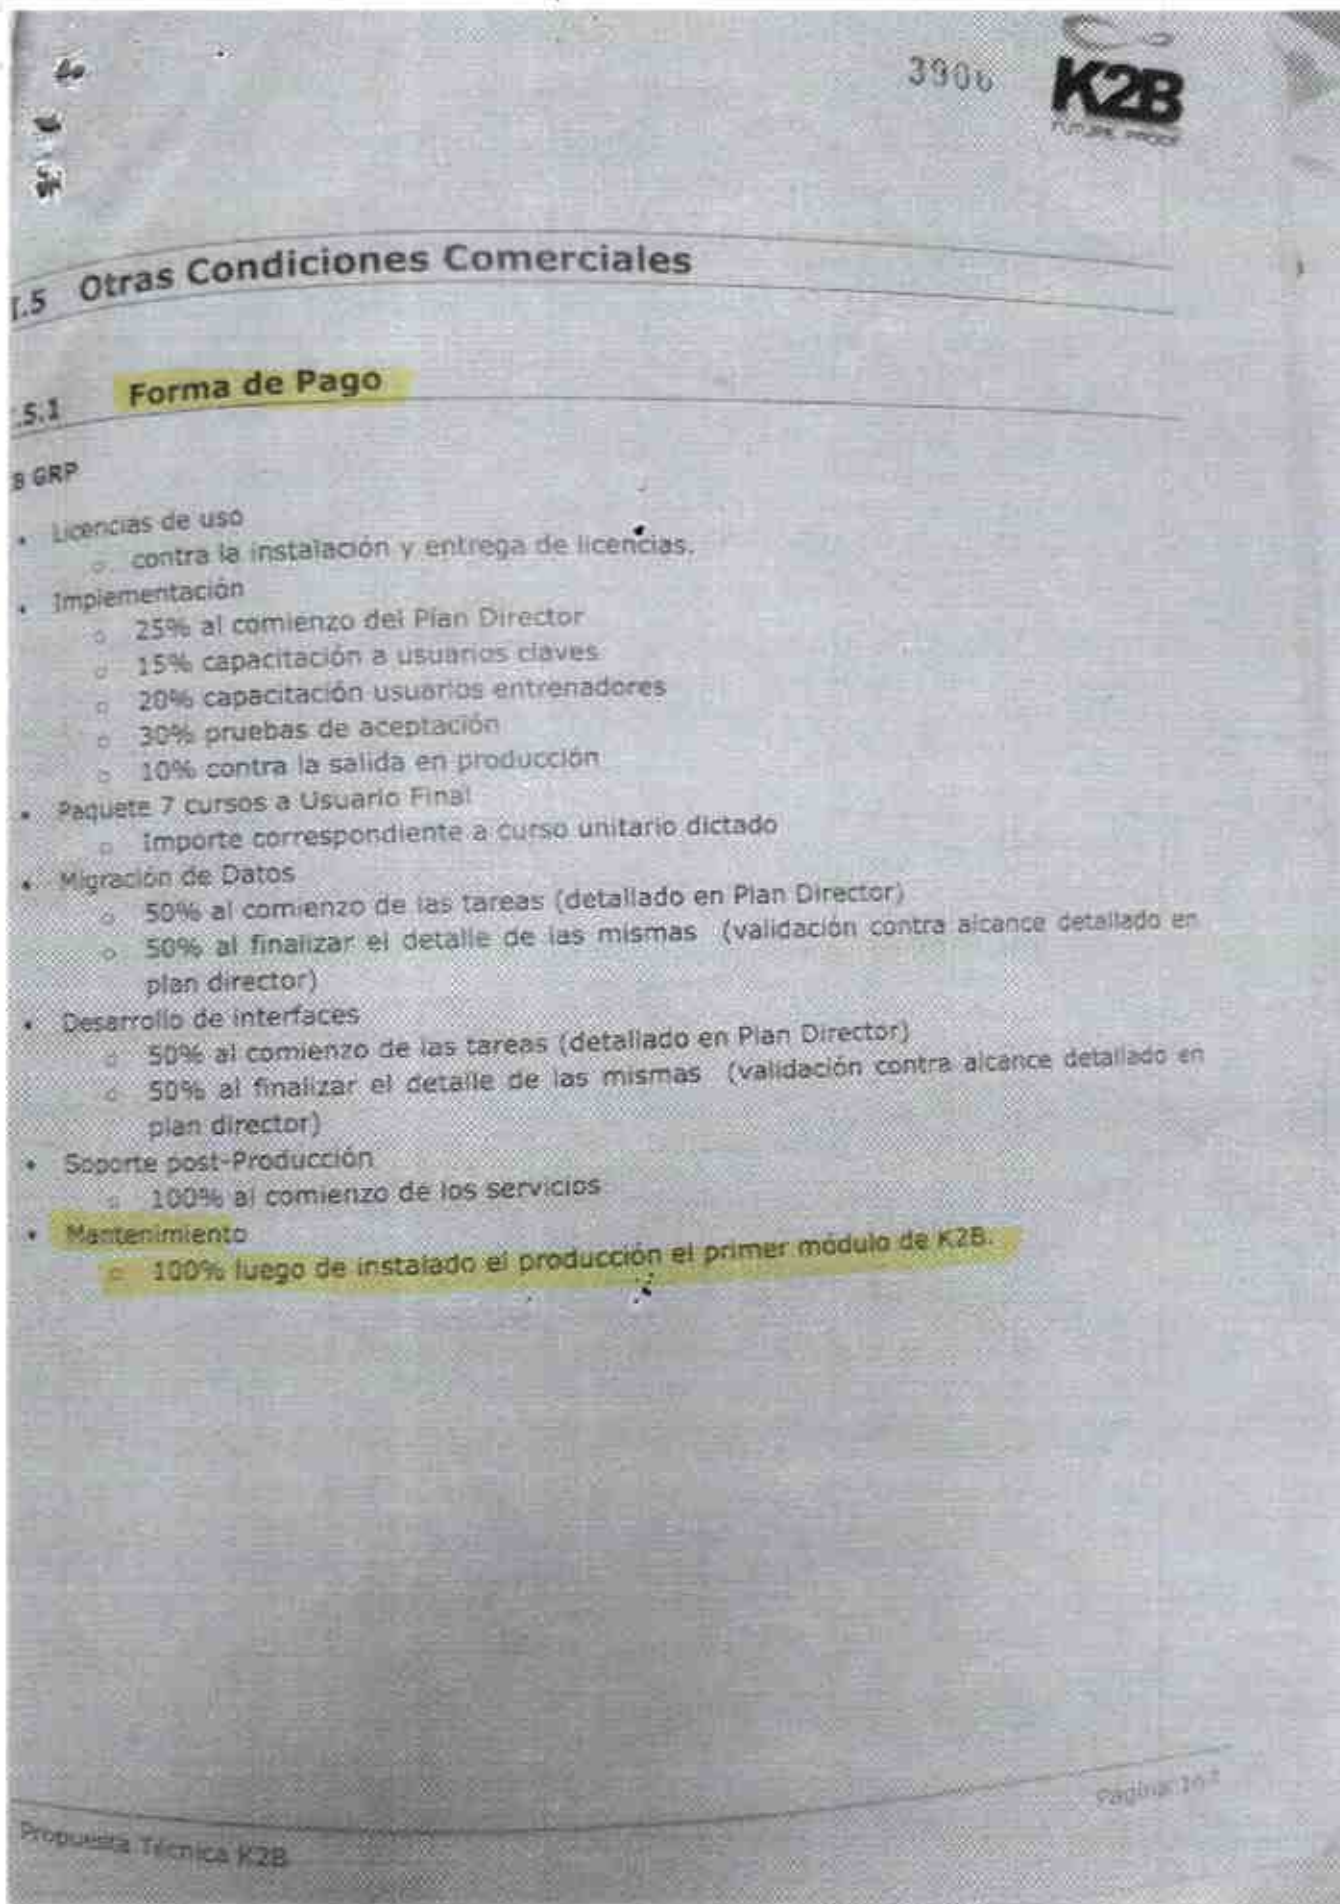 3906
K2B
FUTURE PROOF
I.5 Otras Condiciones Comerciales
.5.1 Forma de Pago
B GRP
• Licencias de uso
o contra la instalación y entrega de licencias.
• Implementación
o 25% al comienzo del Plan Director
o 15% capacitación a usuarios claves
o 20% capacitación usuarios entrenadores
o 30% pruebas de aceptación
o 10% contra la salida en producción
• Paquete 7 cursos a Usuario Final
o Importe correspondiente a curso unitario dictado
• Migración de Datos
o 50% al comienzo de las tareas (detallado en Plan Director)
o 50% al finalizar el detalle de las mismas (validación contra alcance detallado en
plan director)
• Desarrollo de interfaces
o 50% al comienzo de las tareas (detallado en Plan Director)
o 50% al finalizar el detalle de las mismas (validación contra alcance detallado en
plan director)
• Soporte post-Producción
o 100% al comienzo de los servicios
• Mantenimiento
o 100% luego de instalado el producción el primer módulo de K2B.
Página
Propuesta Técnica K2B